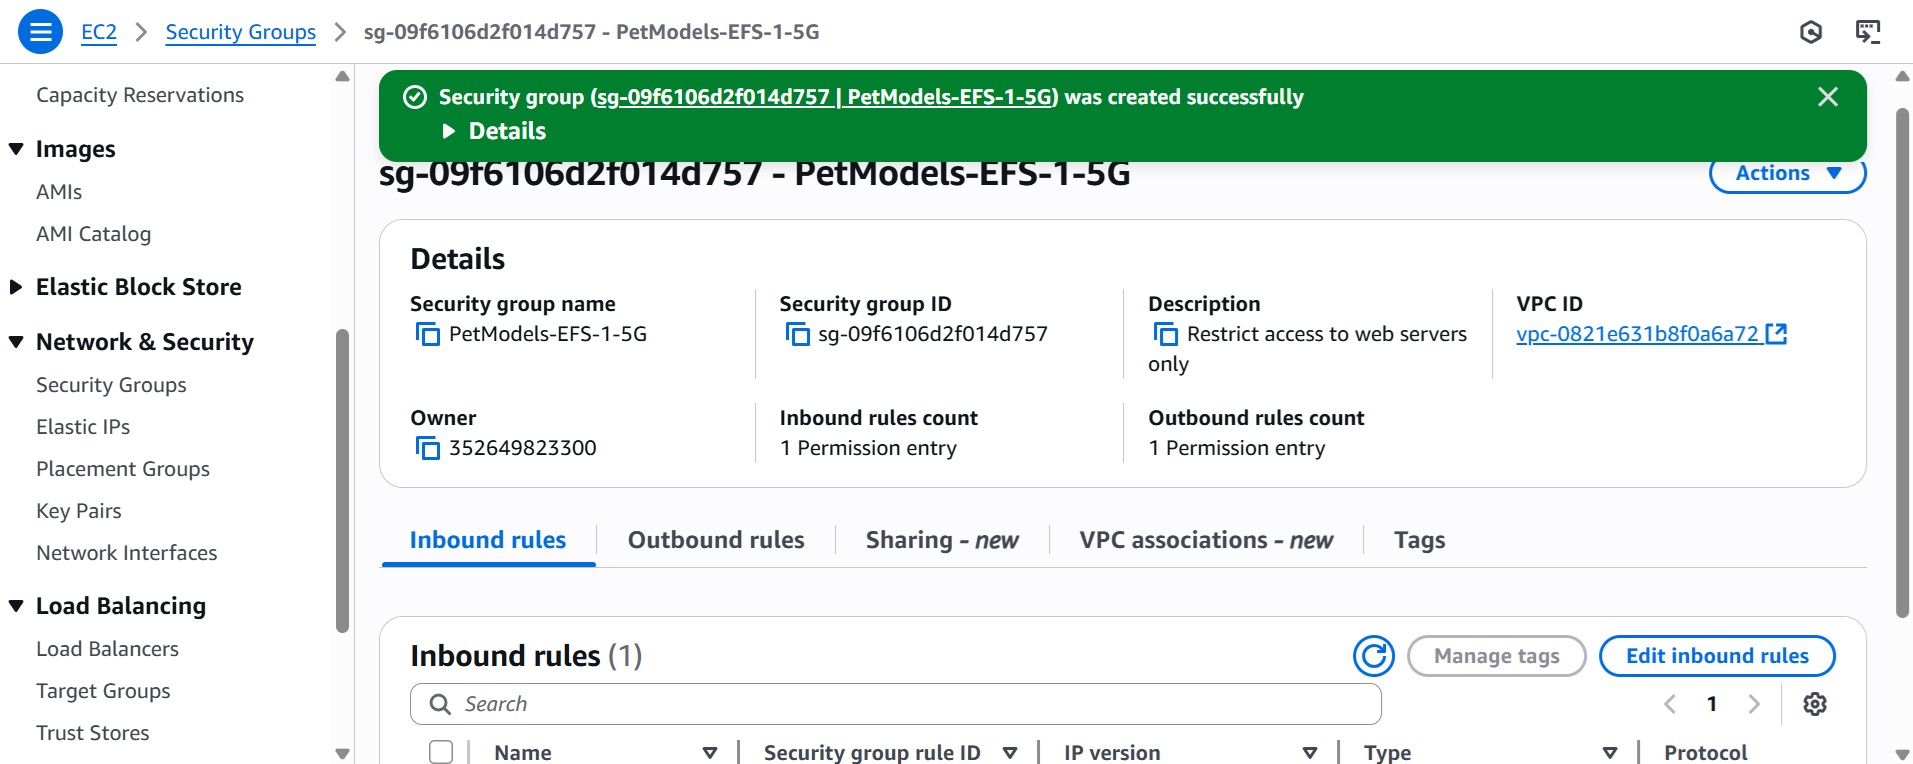 EC2 > Security Groups > sg-09f6106d2f014d757 - PetModels-EFS-1-5G
Capacity Reservations
Images
AMIs
AMI Catalog
Elastic Block Store
Network & Security
Security Groups
Elastic IPs
Placement Groups
Key Pairs
Network Interfaces
Load Balancing
Load Balancers
Target Groups
Trust Stores
Security group (sg-09f6106d2f014d757 | PetModels-EFS-1-5G) was created successfully
Details
sg-09f6106d2f014d757 - PetModels-EFS-1-5G
Actions
Details
Security group name
PetModels-EFS-1-5G
Security group ID
sg-09f6106d2f014d757
Description
Restrict access to web servers
only
VPC ID
vpc-0821e631b8f0a6a72
Owner
352649823300
Inbound rules count
1 Permission entry
Outbound rules count
1 Permission entry
Inbound rules
Outbound rules
Sharing - new
VPC associations - new
Tags
Inbound rules (1)
Manage tags
Edit inbound rules
Search
1
Name
Security group rule ID
IP version
Type
Protocol